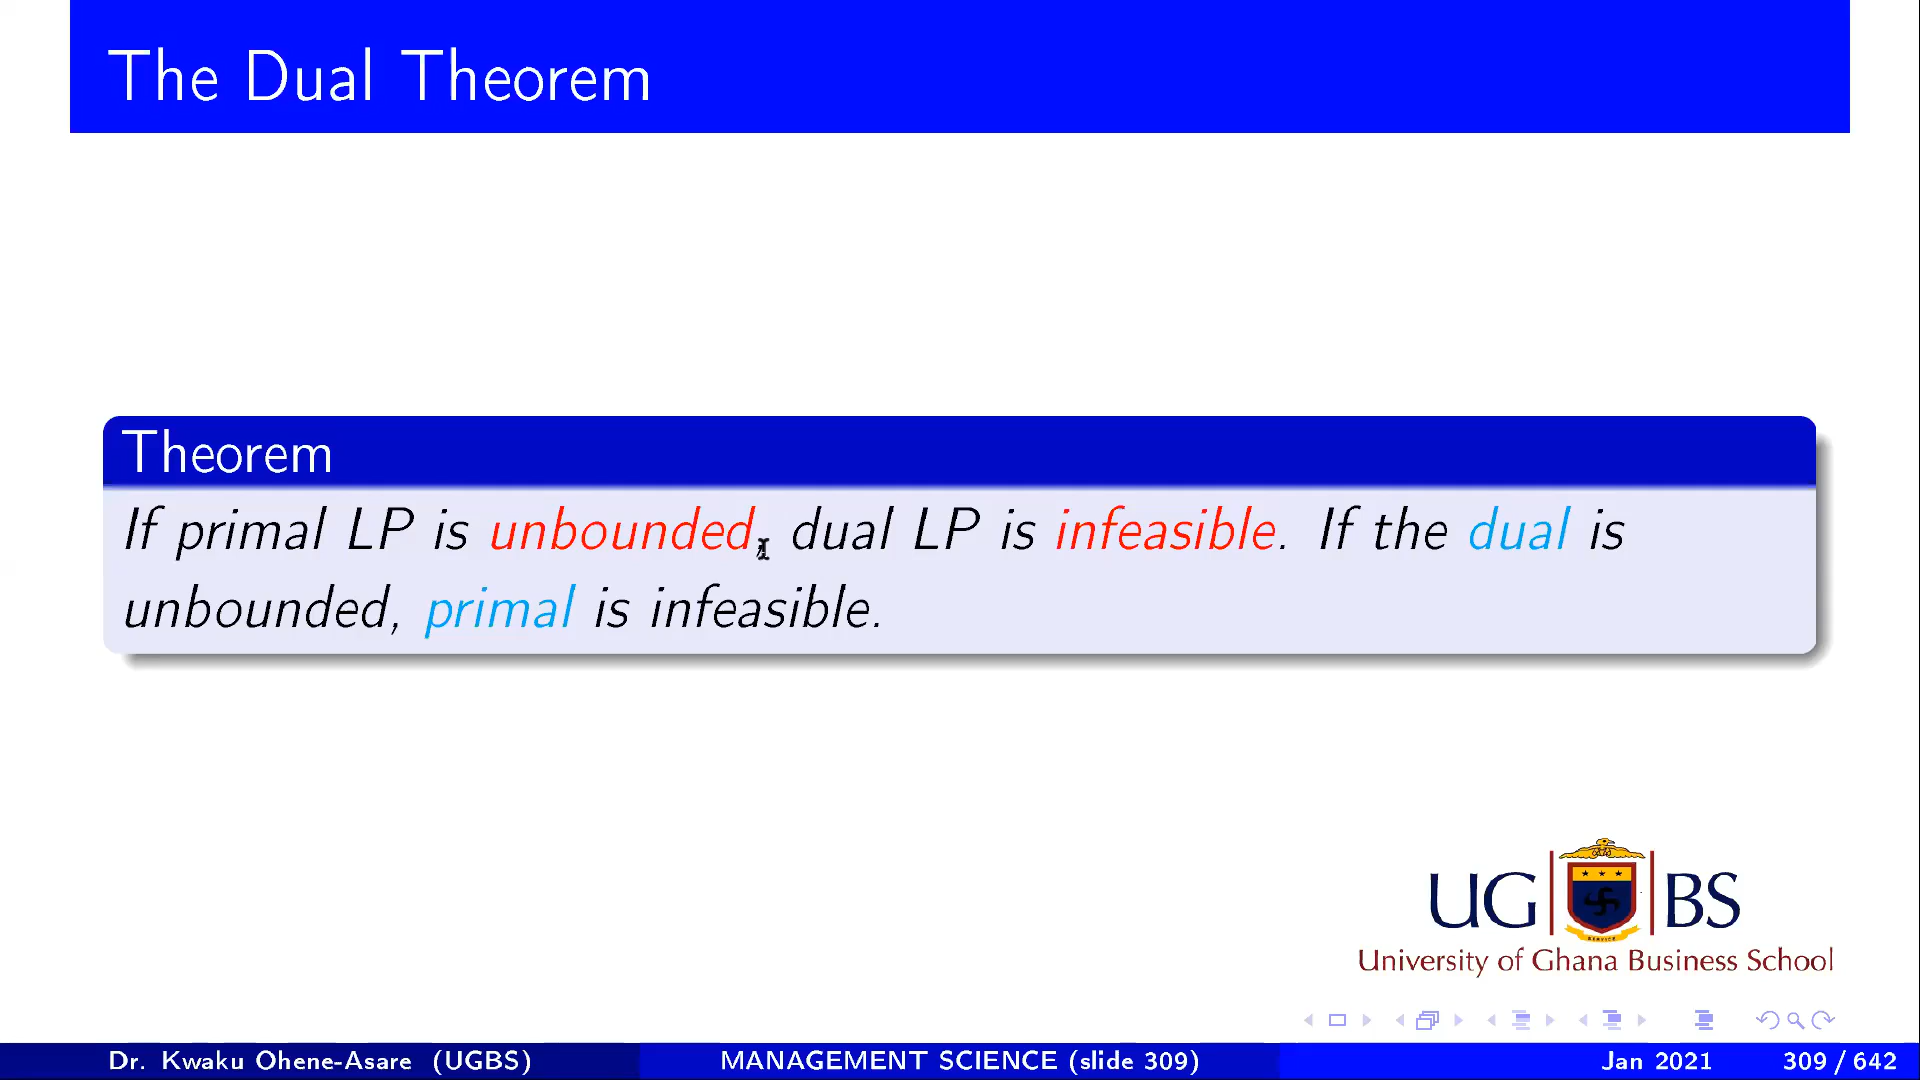 The Dual Theorem
Theorem
If primal LP is unbounded, dual LP is infeasible. If the dual is
unbounded, primal is infeasible.
UG BS
SERVICE
University of Ghana Business School
Dr. Kwaku Ohene-Asare (UGBS) MANAGEMENT SCIENCE (slide 309) Jan 2021 309 / 642